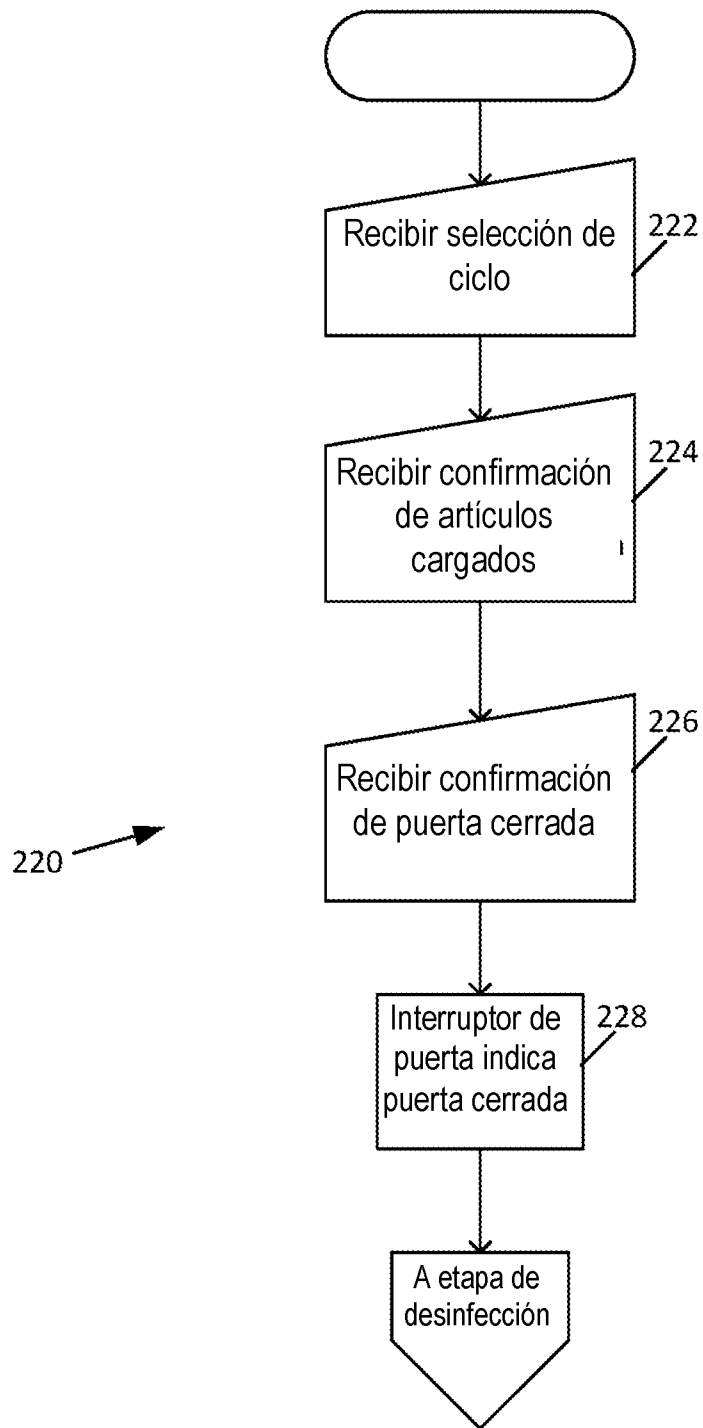 Recibir selección de
ciclo
222
Recibir confirmación
de artículos
cargados
224
Recibir confirmación
de puerta cerrada
226
220
Interruptor de
puerta indica
puerta cerrada
228
A etapa de
desinfección